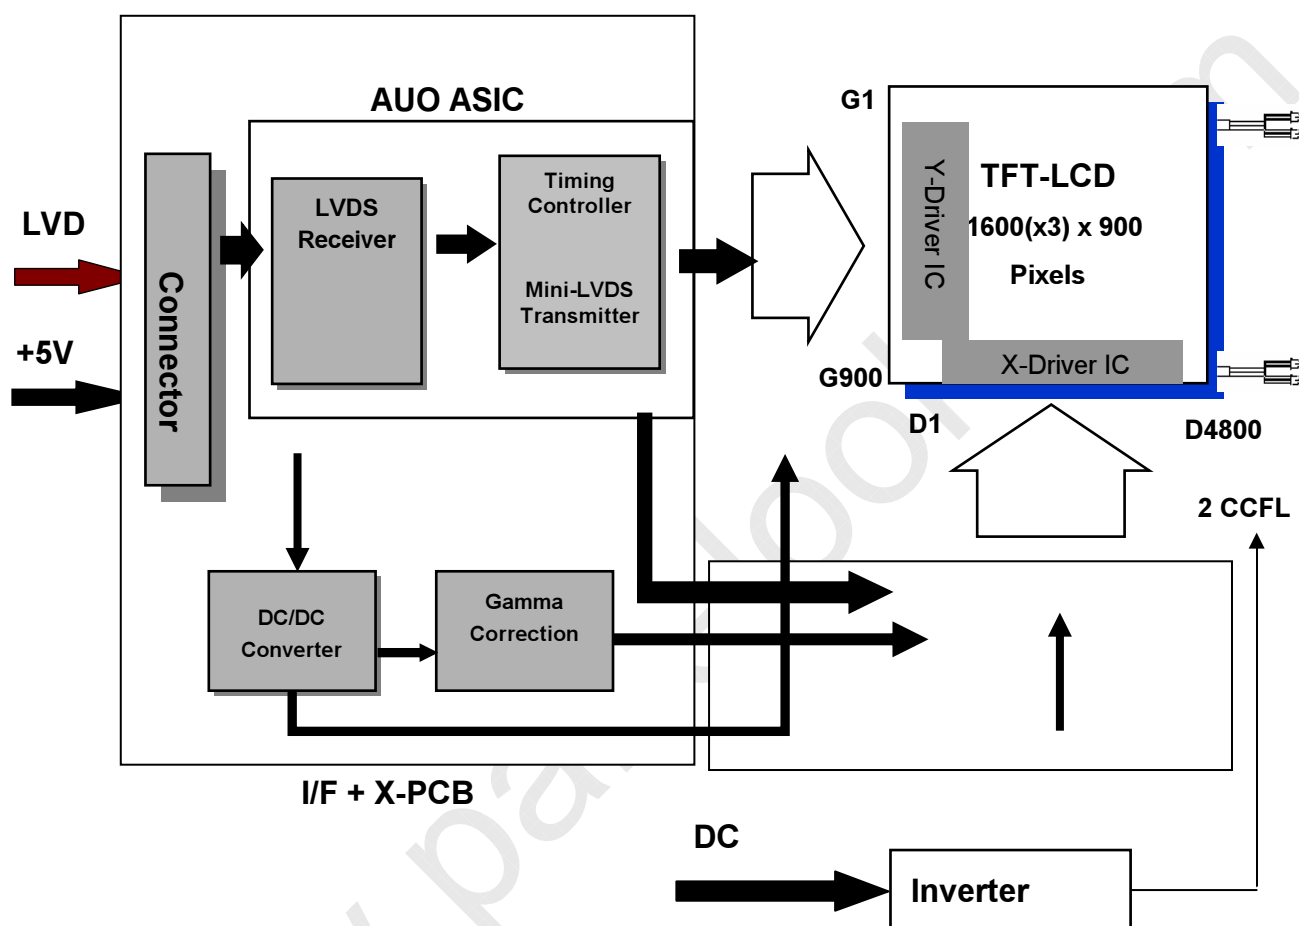 AUO ASIC
G1
LVD
+5V
Connector
LVDS
Receiver
Timing
Controller
Mini-LVDS
Transmitter
Y-Driver IC
TFT-LCD
1600(x3) x 900
Pixels
X-Driver IC
G900
D1
D4800
2 CCFL
DC/DC
Converter
Gamma
Correction
I/F + X-PCB
DC
Inverter